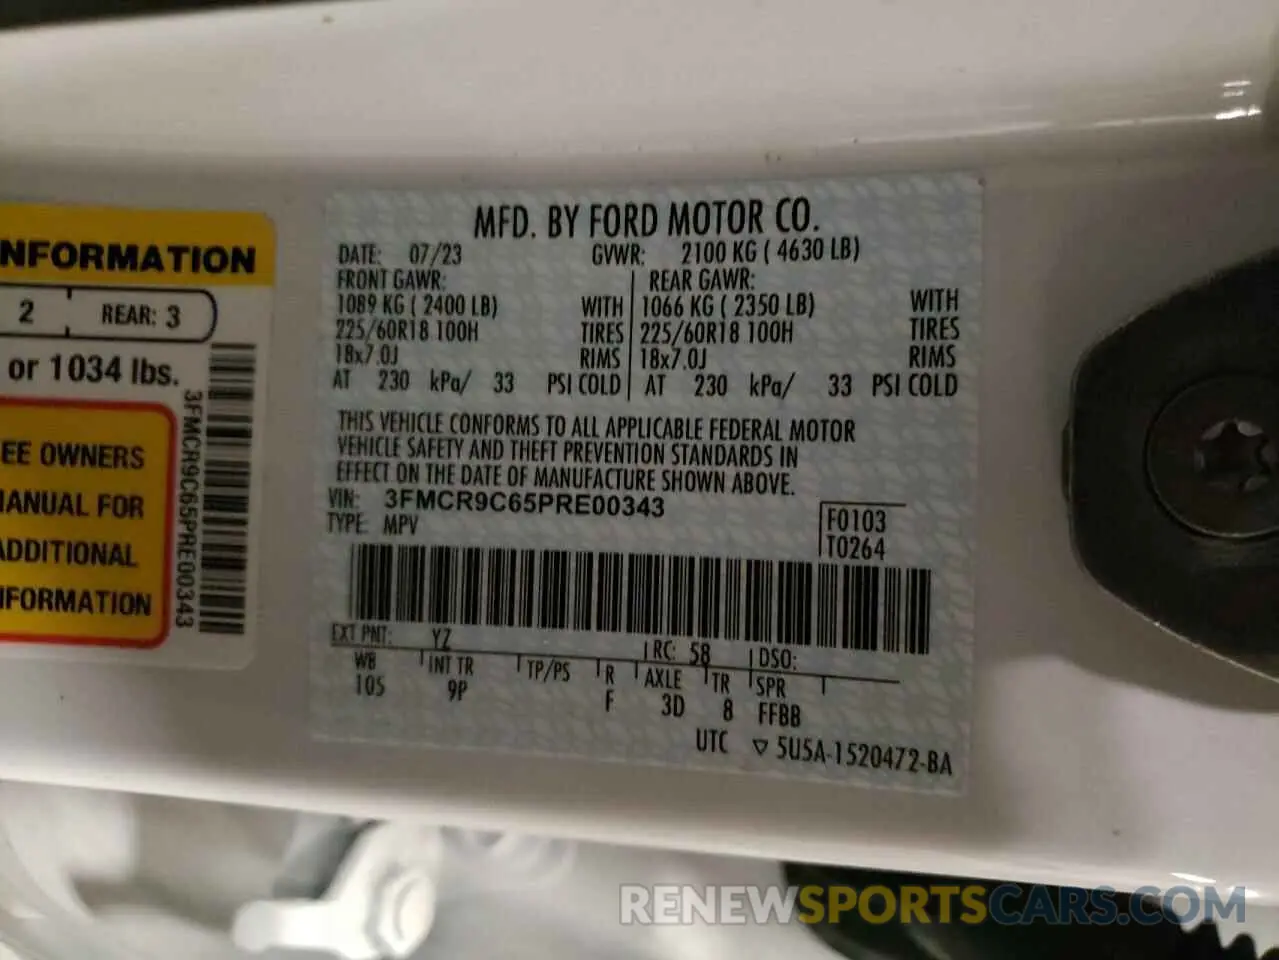 MFD. BY FORD MOTOR CO.
DATE: 07/23 GVWR: 2100 KG ( 4630 LB)
FRONT GAWR: REAR GAWR:
1089 KG ( 2400 LB) WITH 1066 KG ( 2350 LB) WITH
225/60R18 100H TIRES 225/60R18 100H TIRES
18x7.0J RIMS 18x7.0J RIMS
AT 230 kPa/ 33 PSI COLD AT 230 kPa/ 33 PSI COLD
THIS VEHICLE CONFORMS TO ALL APPLICABLE FEDERAL MOTOR
VEHICLE SAFETY AND THEFT PREVENTION STANDARDS IN
EFFECT ON THE DATE OF MANUFACTURE SHOWN ABOVE.
VIN: 3FMCR9C65PRE00343
TYPE: MPV
F0103
T0264
EXT PNT: YZ RC: 58 DSO:
WB INT TR TP/PS R AXLE TR SPR
105 9P F 3D 8 FFBB
UTC ▽ 5U5A-1520472-BA
NFORMATION
2 REAR: 3
or 1034 lbs.
EE OWNERS
ANUAL FOR
ADDITIONAL
FORMATION
3FMCR9C65PRE00343
RENEWSPORTSCARS.COM